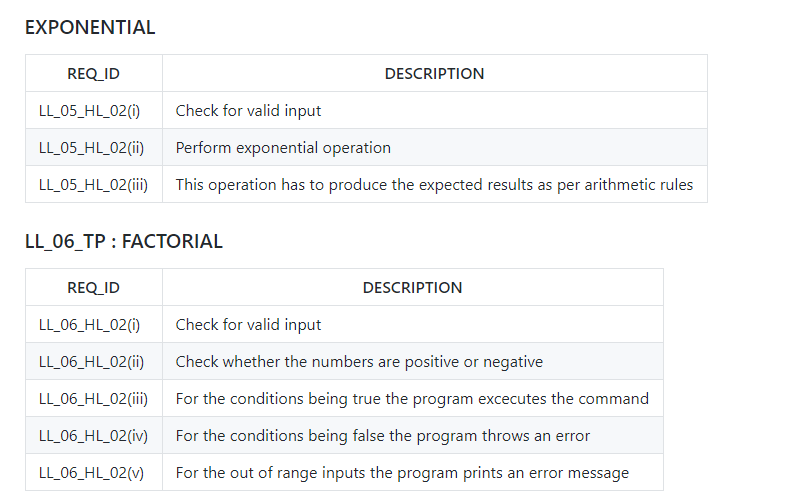 EXPONENTIAL
REQ_ID DESCRIPTION
LL_05_HL_02(i) Check for valid input
LL_05_HL_02(ii) Perform exponential operation
LL_05_HL_02(iii) This operation has to produce the expected results as per arithmetic rules
LL_06_TP : FACTORIAL
REQ_ID DESCRIPTION
LL_06_HL_02(i) Check for valid input
LL_06_HL_02(ii) Check whether the numbers are positive or negative
LL_06_HL_02(iii) For the conditions being true the program excecutes the command
LL_06_HL_02(iv) For the conditions being false the program throws an error
LL_06_HL_02(v) For the out of range inputs the program prints an error message